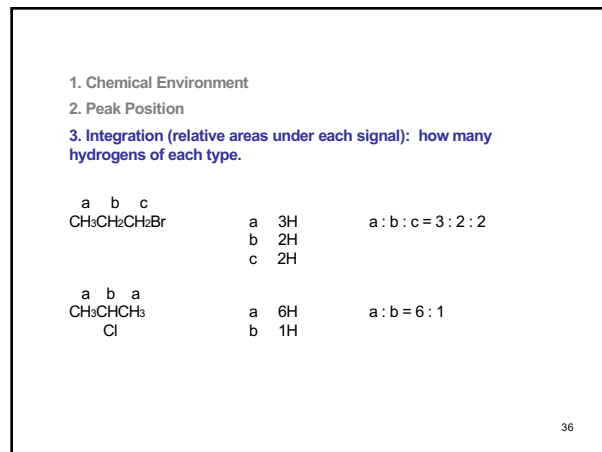 1. Chemical Environment
2. Peak Position
3. Integration (relative areas under each signal): how many
hydrogens of each type.
a b c
CH3CH2CH2Br a 3H a : b : c = 3 : 2 : 2
b 2H
c 2H
a b a
CH3CHCH3 a 6H a : b = 6 : 1
Cl b 1H
36